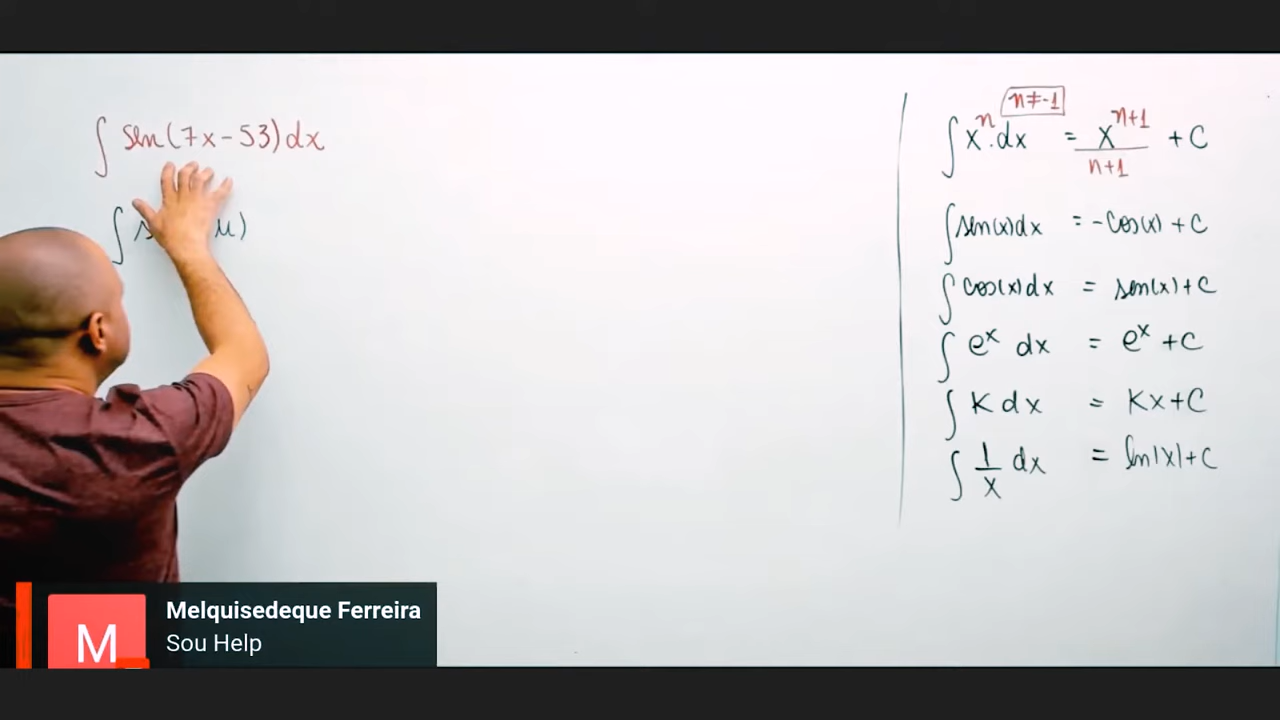 ∫ sen(7x-53)dx
u)
n≠-1
∫ xⁿ.dx = xⁿ⁺¹/n+1 + C
∫sen(x)dx = -cos(x) + C
∫ cos(x)dx = sen(x)+C
∫ eˣ dx = eˣ + C
∫ K dx = Kx+C
∫ 1/x dx = ln|x|+C
Melquisedeque Ferreira
M
Sou Help